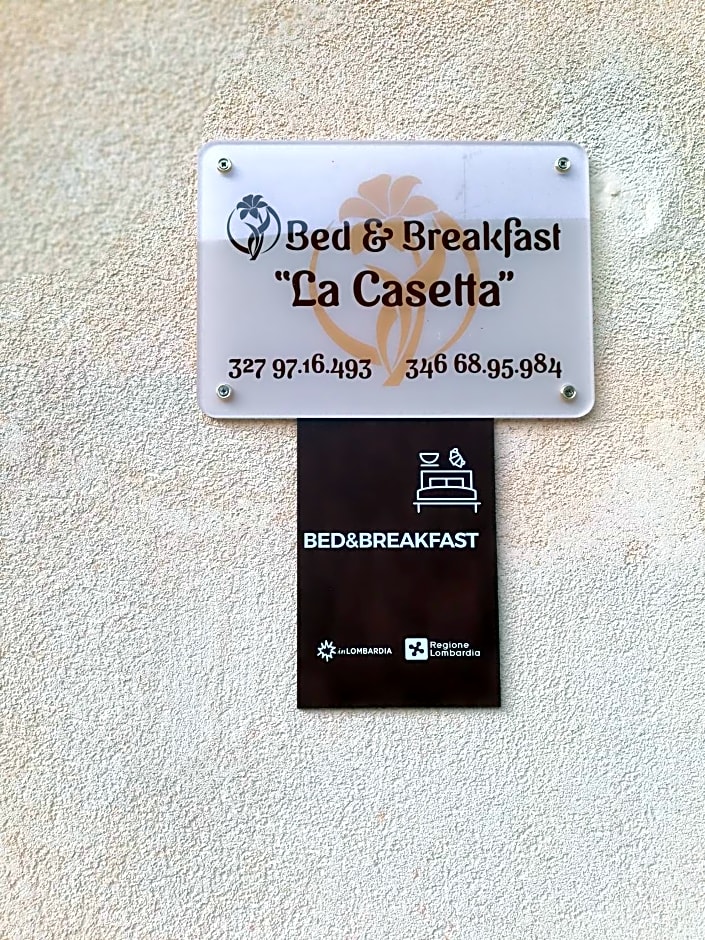 Bed & Breakfast
"La Casetta"
327 97.16.493 346 68.95.984
BED&BREAKFAST
inLOMBARDIA
Regione
Lombardia